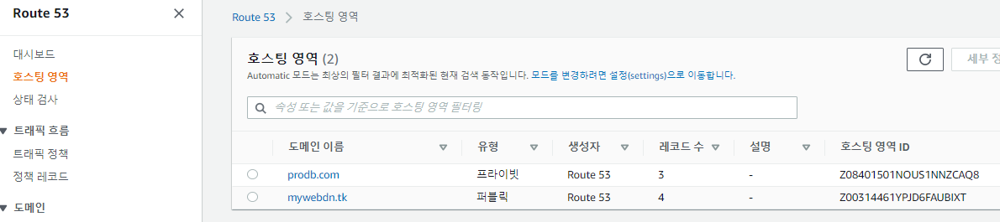 Route 53
대시보드
호스팅 영역
상태 검사
트래픽 흐름
트래픽 정책
정책 레코드
도메인
Route 53 > 호스팅 영역
호스팅 영역 (2)
세부 정
Automatic 모드는 최상의 필터 결과에 최적화된 현재 검색 동작입니다. 모드를 변경하려면 설정(settings)으로 이동합니다.
속성 또는 값을 기준으로 호스팅 영역 필터링
도메인 이름 유형 생성자 레코드 수 설명 호스팅 영역 ID
prodb.com 프라이빗 Route 53 3 - Z08401501NOUS1NNZCAQ8
mywebdn.tk 퍼블릭 Route 53 4 - Z00314461YPJD6FAUBIXT